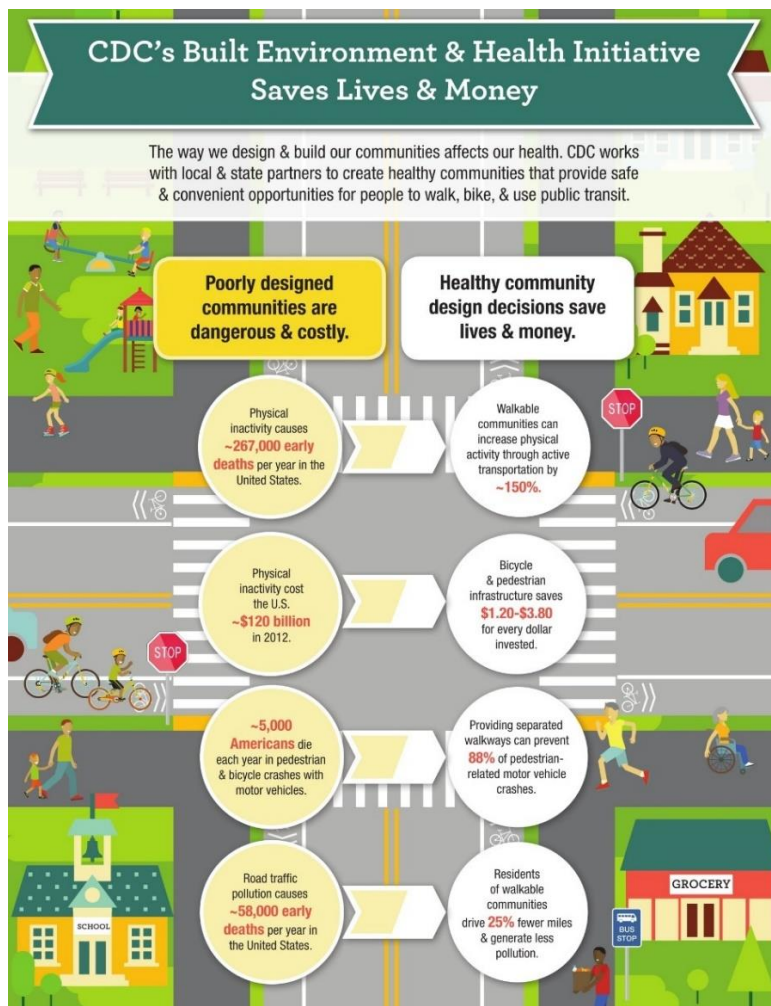 CDC's Built Environment & Health Initiative
Saves Lives & Money
The way we design & build our communities affects our health. CDC works
with local & state partners to create healthy communities that provide safe
& convenient opportunities for people to walk, bike, & use public transit.
Poorly designed
communities are
dangerous & costly.
Healthy community
design decisions save
lives & money.
Physical
inactivity causes
~267,000 early
deaths per year in the
United States.
Walkable
communities can
increase physical
activity through active
transportation by
~150%.
STOP
Physical
inactivity cost
the U.S.
~$120 billion
in 2012.
Bicycle
& pedestrian
infrastructure saves
$1.20-$3.80
for every dollar
invested.
STOP
~5,000
Americans die
each year in pedestrian
& bicycle crashes with
motor vehicles.
Providing separated
walkways can prevent
88% of pedestrian-
related motor vehicle
crashes.
Road traffic
pollution causes
~58,000 early
deaths per year in
the United States.
Residents
of walkable
communities
drive 25% fewer miles
& generate less
pollution.
SCHOOL
GROCERY
BUS
STOP